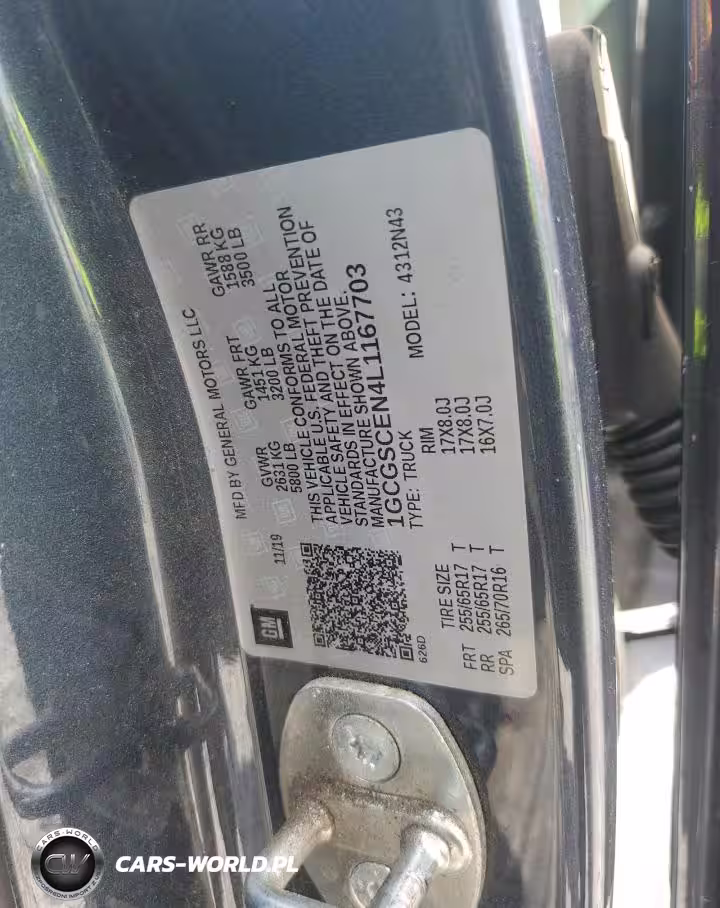 MFD BY GENERAL MOTORS LLC
11/19
GVWR
2631 KG
5800 LB
GAWR FRT
1451 KG
3200 LB
GAWR RR
1588 KG
3500 LB
THIS VEHICLE CONFORMS TO ALL
APPLICABLE U.S. FEDERAL MOTOR
VEHICLE SAFETY AND THEFT PREVENTION
STANDARDS IN EFFECT ON THE DATE OF
MANUFACTURE SHOWN ABOVE.
1GCGSCEN4L1167703
TYPE: TRUCK MODEL: 4312N43
GM
626D
TIRE SIZE RIM
FRT 255/65R17 T 17X8.0J
RR 255/65R17 T 17X8.0J
SPA 265/70R16 T 16X7.0J
CARS-WORLD
CW
CARS-WORLD.PL